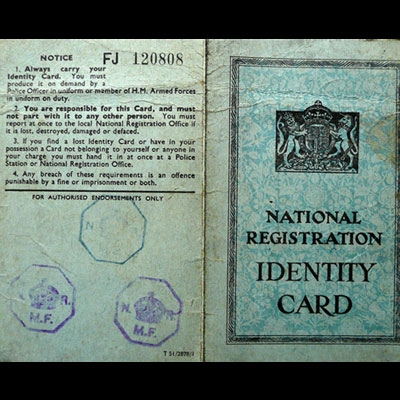 NOTICE
FJ 120808
1. Always carry your
Identity Card. You must
produce it on demand by a
Police Officer in uniform or member of H.M. Armed Forces
in uniform on duty.
2. You are responsible for this Card, and must
not part with it to any other person. You must
report at once to the local National Registration Office if
it is lost, destroyed, damaged or defaced.
3. If you find a lost Identity Card or have in your
possession a Card not belonging to yourself or anyone in
your charge you must hand it in at once at a Police
Station or National Registration Office.
4. Any breach of these requirements is an offence
punishable by a fine or imprisonment or both.
FOR AUTHORISED ENDORSEMENTS ONLY
N. R.
M.F.
N. R.
M.F.
T 51/2878/1
NATIONAL
REGISTRATION
IDENTITY
CARD